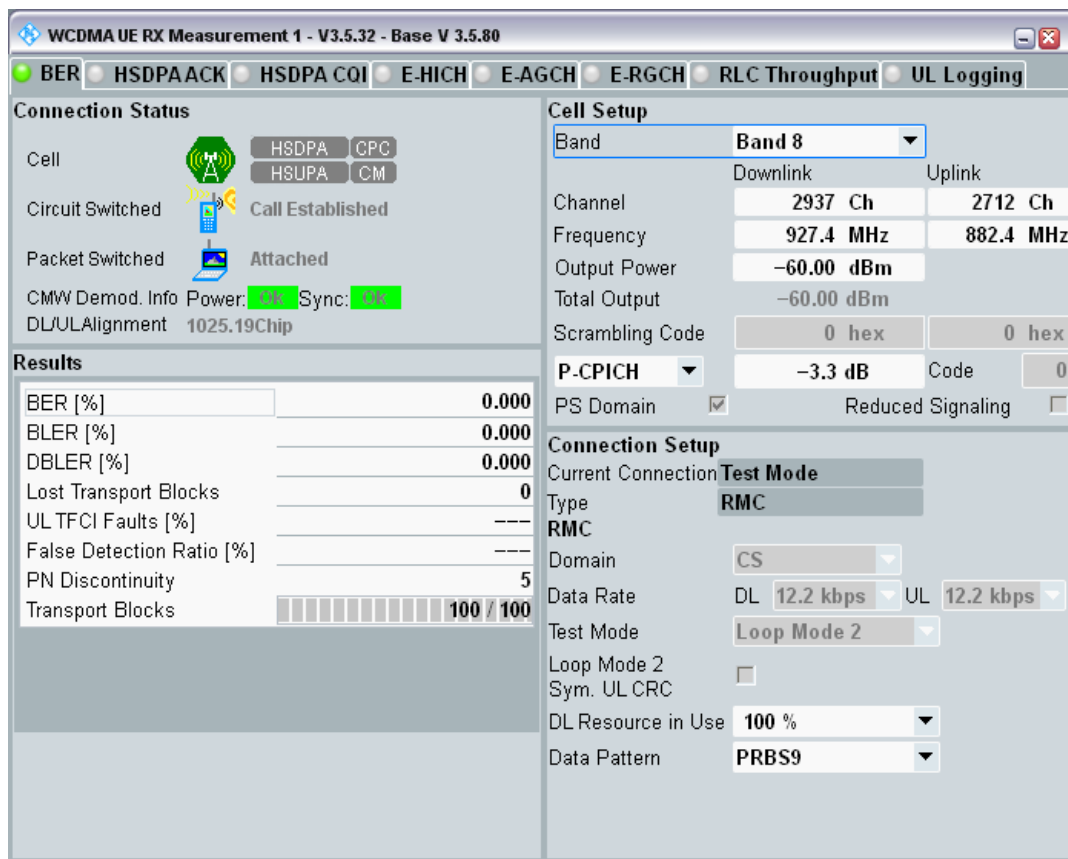 WCDMA UE RX Measurement 1 - V3.5.32 - Base V 3.5.80
BER HSDPA ACK HSDPA CQI E-HICH E-AGCH E-RGCH RLC Throughput UL Logging
Connection Status
Cell HSDPA CPC
HSUPA CM
Circuit Switched Call Established
Packet Switched Attached
CMW Demod. Info Power: Ok Sync: OK
DL/UL Alignment 1025.19Chip
Results
BER [%] 0.000
BLER [%] 0.000
DBLER [%] 0.000
Lost Transport Blocks 0
UL TFCI Faults [%] ---
False Detection Ratio [%] ---
PN Discontinuity 5
Transport Blocks 100 / 100
Cell Setup
Band Band 8
Downlink Uplink
Channel 2937 Ch 2712 Ch
Frequency 927.4 MHz 882.4 MHz
Output Power -60.00 dBm
Total Output -60.00 dBm
Scrambling Code 0 hex 0 hex
P-CPICH -3.3 dB Code 0
PS Domain Reduced Signaling
Connection Setup
Current Connection Test Mode
Type RMC
RMC
Domain CS
Data Rate DL 12.2 kbps UL 12.2 kbps
Test Mode Loop Mode 2
Loop Mode 2
Sym. UL CRC
DL Resource in Use 100 %
Data Pattern PRBS9